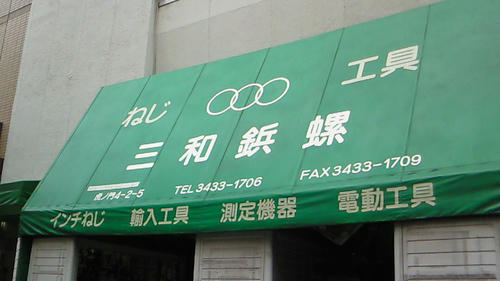 ねじ 工具
三和鋲螺
虎ノ門4-2-5 TEL 3433-1706 FAX 3433-1709
インチねじ 輸入工具 測定機器 電動工具